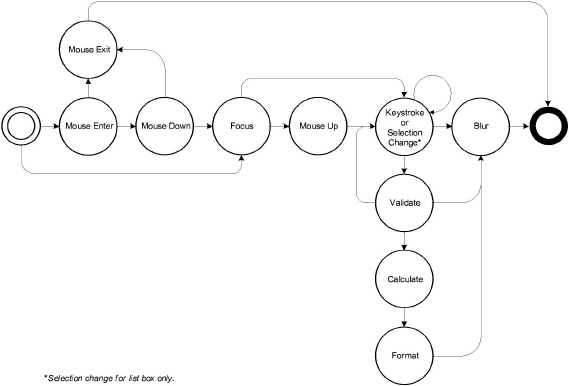 Mouse Exit
Mouse Enter
Mouse Down
Focus
Mouse Up
Keystroke
or
Selection
Change*
Blur
Validate
Calculate
Format
*Selection change for list box only.